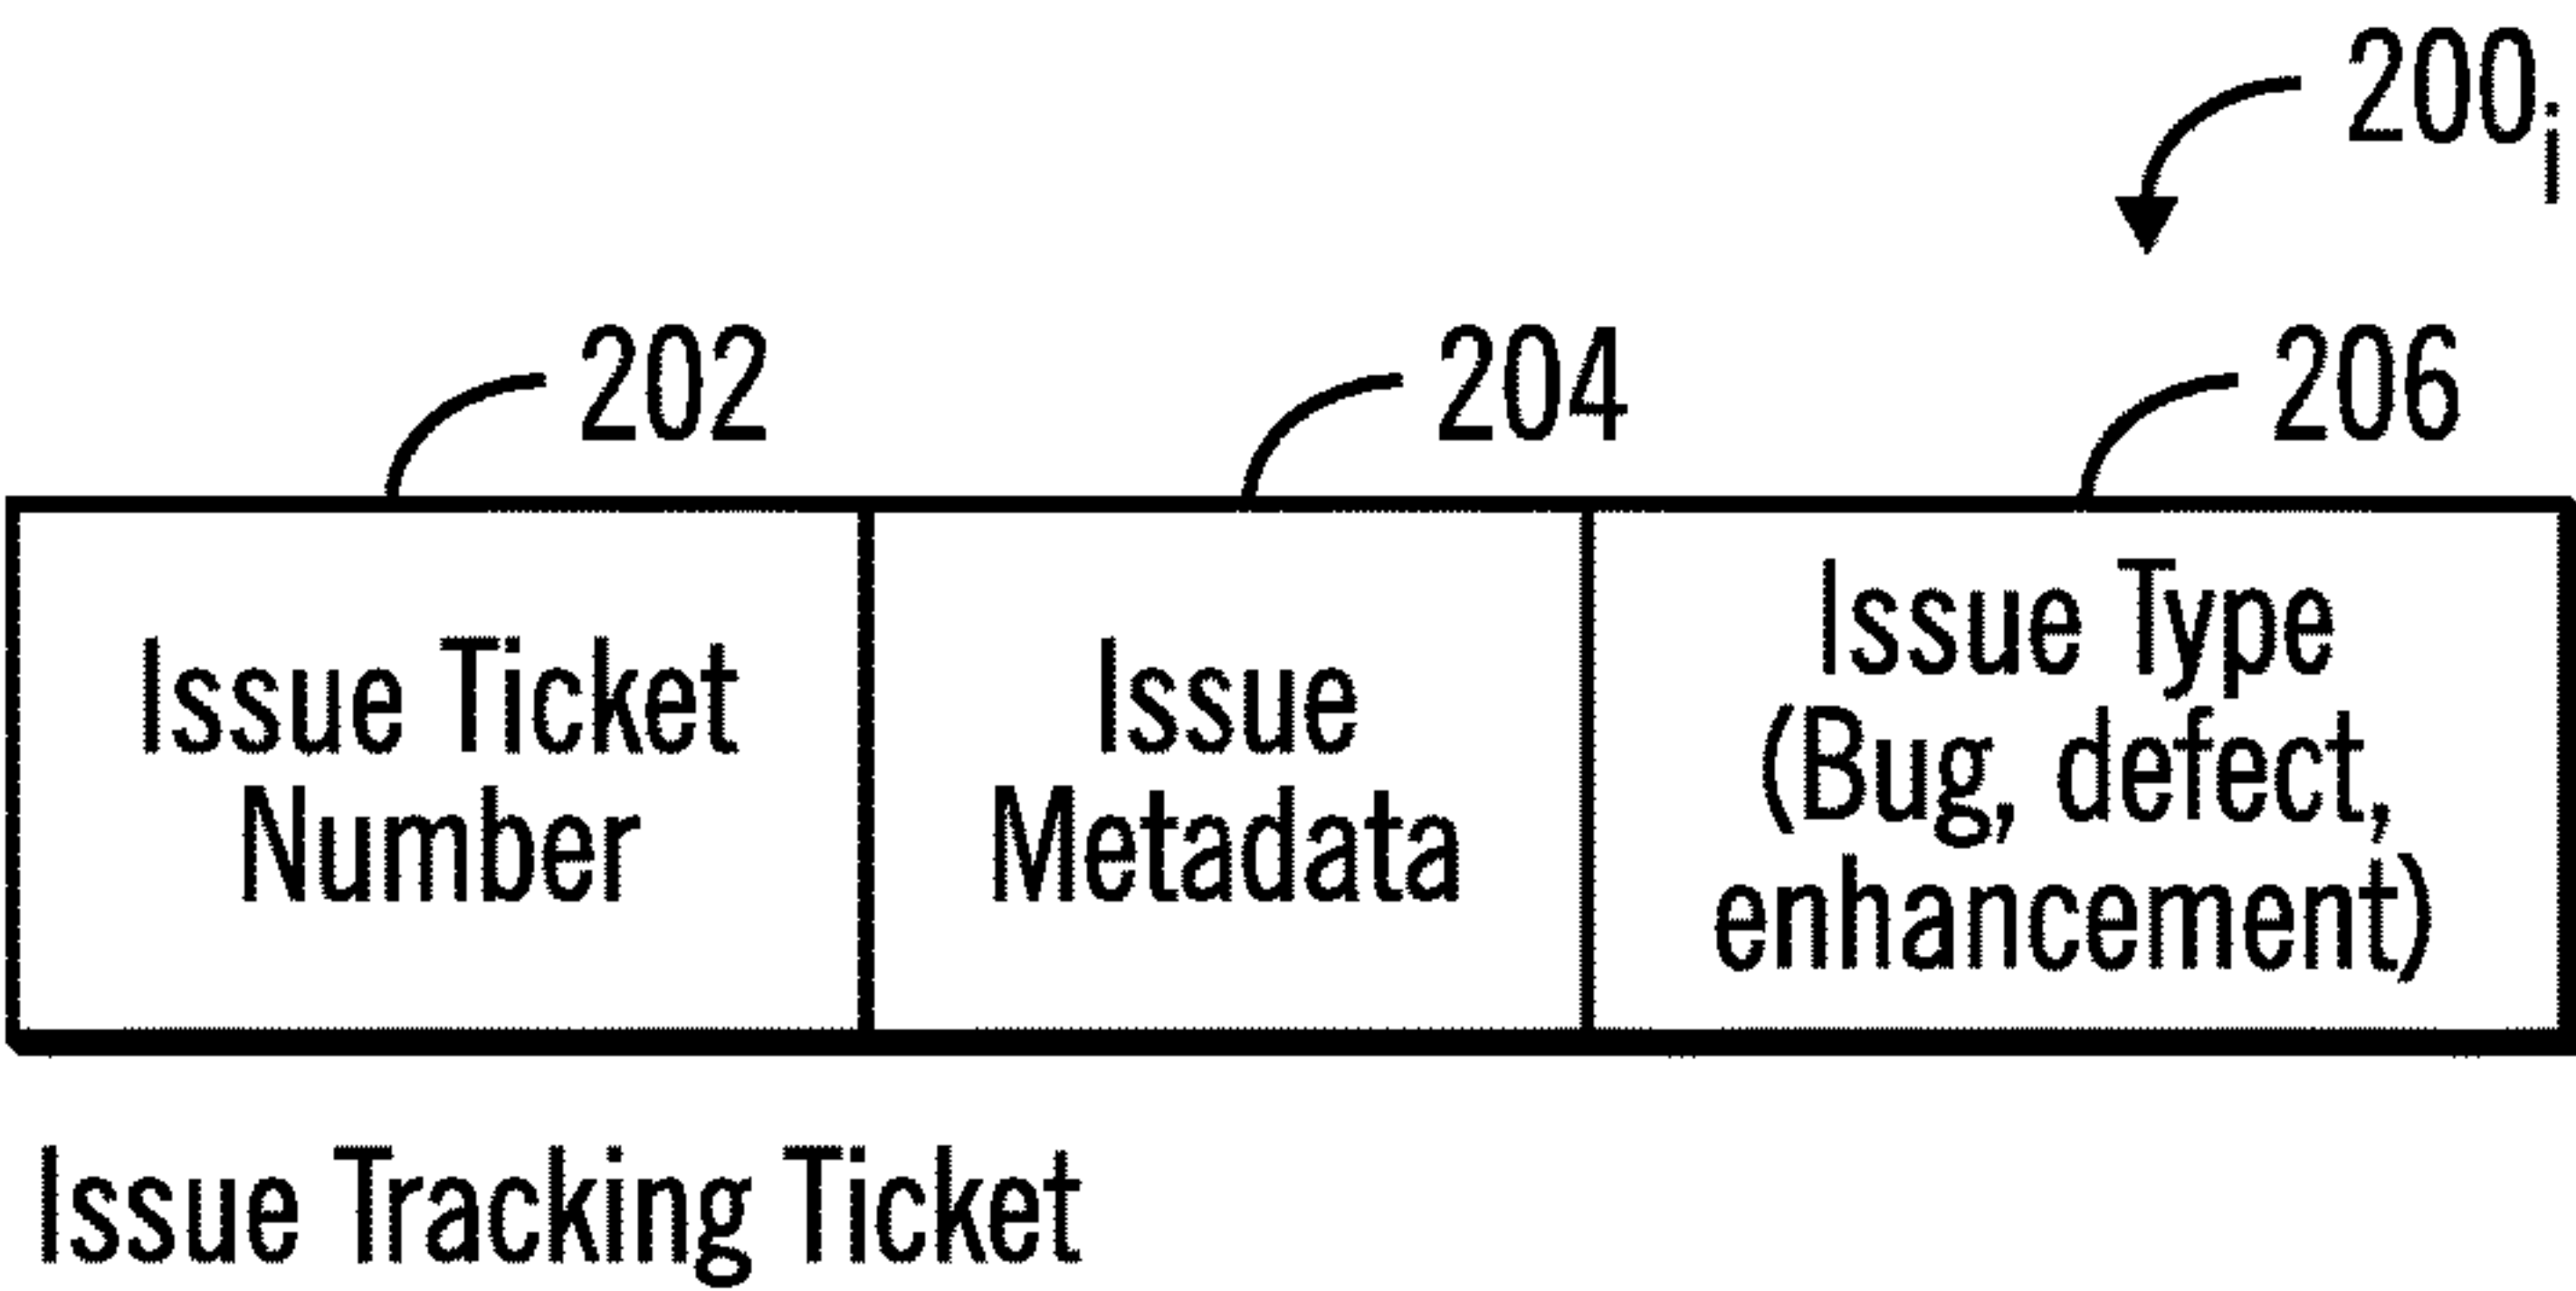 200i
202 204 206
Issue Ticket
Number
Issue
Metadata
Issue Type
(Bug, defect,
enhancement)
Issue Tracking Ticket